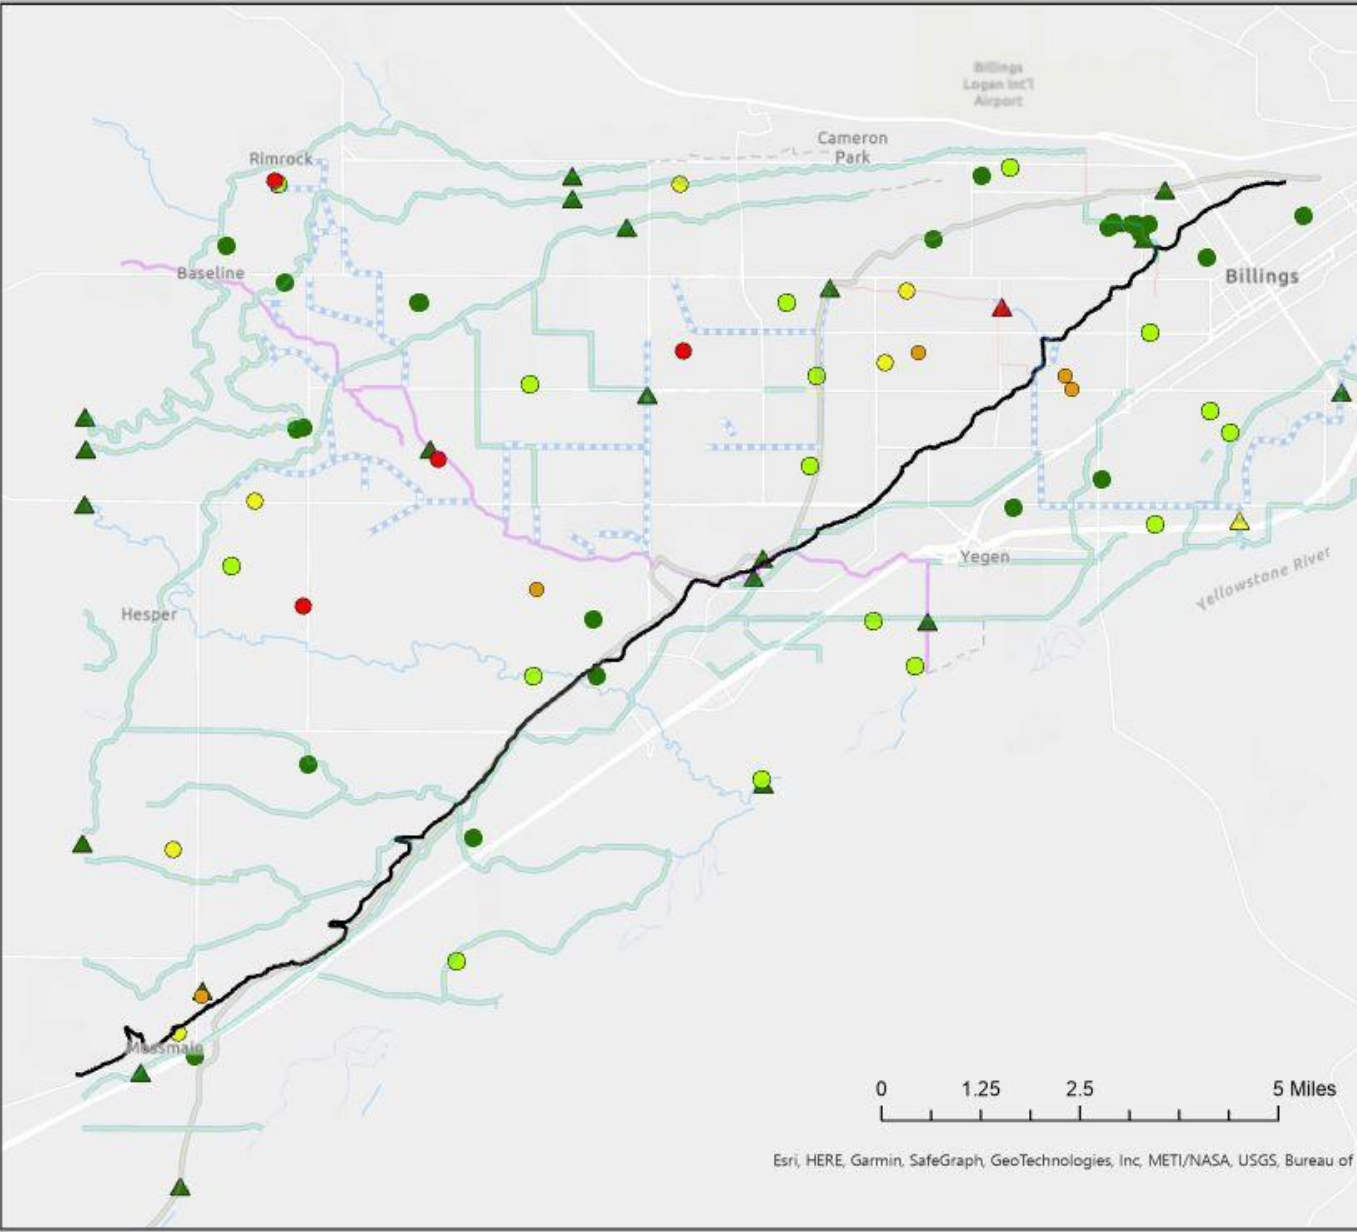 Billings
Logan Int'l
Airport
Cameron
Park
Rimrock
Baseline
Billings
Yegen
Yellowstone River
Hesper
Mossmain
0 1.25 2.5 5 Miles
Esri, HERE, Garmin, SafeGraph, GeoTechnologies, Inc, METI/NASA, USGS, Bureau of